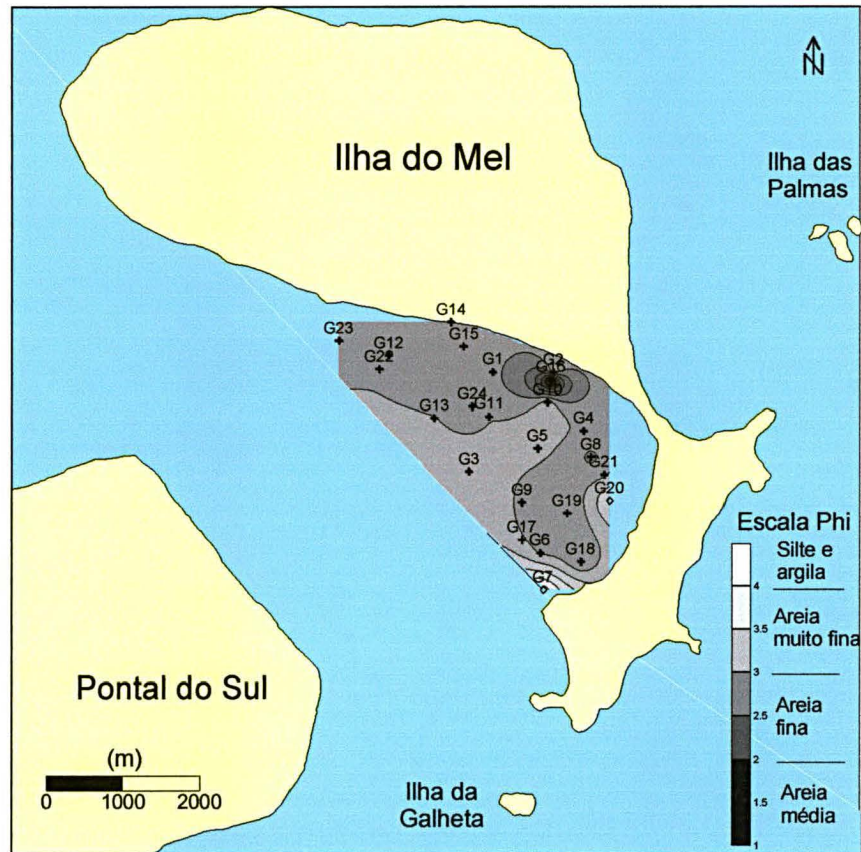 N
Ilha do Mel
Ilha das
Palmas
G14
G23
G15
G12
G22
G1
G2
G16
G10
G24
G11
G13
G4
G5
G8
G3
G21
G20
G9
G19
G17
G6
G18
G7
Escala Phi
Silte e
argila
4
Areia
muito fina
3.5
3
Areia
fina
2.5
2
Areia
média
1.5
1
Pontal do Sul
(m)
0 1000 2000
Ilha da
Galheta